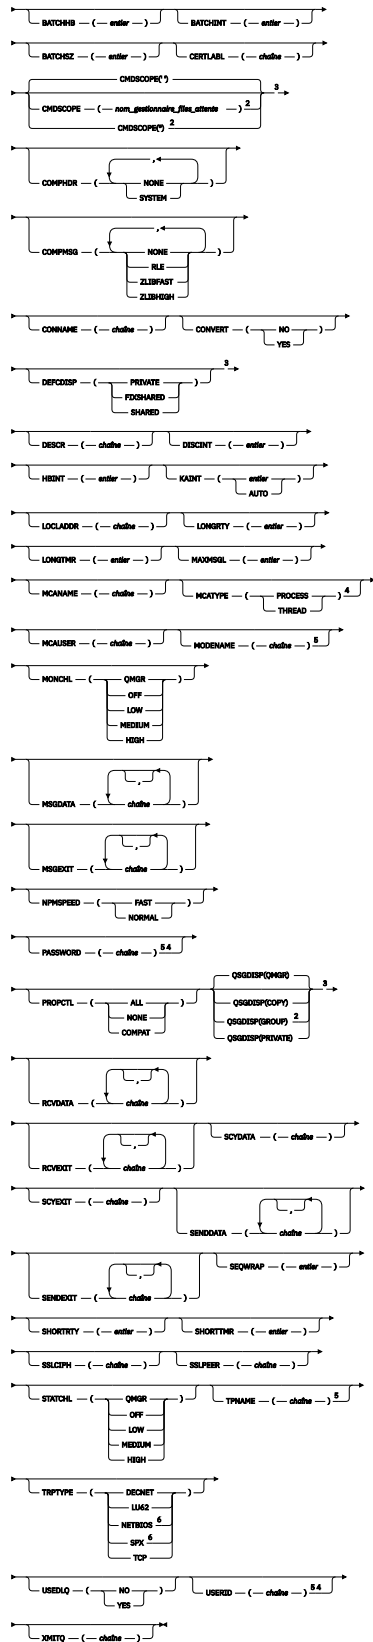 BATCHHB — ( — entier — ) BATCHINT — ( — entier — )
BATCHSZ — ( — entier — ) CERTLABL — ( — chaîne — )
CMDSCOPE(' ')
CMDSCOPE — ( — nom_gestionnaire_files_attente — ) 2 3
CMDSCOPE(*) 2
,
COMPHDR — ( NONE )
SYSTEM
,
COMPMSG — ( NONE )
RLE
ZLIBFAST
ZLIBHIGH
CONNAME — ( — chaîne — ) CONVERT — ( NO )
YES
DEFCDISP — ( PRIVATE ) 3
FIXSHARED
SHARED
DESCR — ( — chaîne — ) DISCINT — ( — entier — )
HBINT — ( — entier — ) KAINT — ( entier )
AUTO
LOCLADDR — ( — chaîne — ) LONGRTY — ( — entier — )
LONGTMR — ( — entier — ) MAXMSGL — ( — entier — )
MCANAME — ( — chaîne — ) MCATYPE — ( PROCESS ) 4
THREAD
MCAUSER — ( — chaîne — ) MODENAME — ( — chaîne — ) 5
MONCHL — ( QMGR )
OFF
LOW
MEDIUM
HIGH
,
MSGDATA — ( chaîne )
,
MSGEXIT — ( chaîne )
NPMSPEED — ( FAST )
NORMAL
PASSWORD — ( — chaîne — ) 5 4
QSGDISP(QMGR)
PROPCTL — ( ALL ) QSGDISP(COPY) 3
NONE QSGDISP(GROUP) 2
COMPAT QSGDISP(PRIVATE)
,
RCVDATA — ( chaîne )
,
RCVEXIT — ( chaîne ) SCYDATA — ( — chaîne — )
SCYEXIT — ( — chaîne — ) ,
SENDDATA — ( chaîne )
,
SENDEXIT — ( chaîne ) SEQWRAP — ( — entier — )
SHORTRTY — ( — entier — ) SHORTTMR — ( — entier — )
SSLCIPH — ( — chaîne — ) SSLPEER — ( — chaîne — )
STATCHL — ( QMGR ) TPNAME — ( — chaîne — ) 5
OFF
LOW
MEDIUM
HIGH
TRPTYPE — ( DECNET )
LU62
NETBIOS 6
SPX 6
TCP
USEDLQ — ( NO ) USERID — ( — chaîne — ) 5 4
YES
XMITQ — ( — chaîne — )